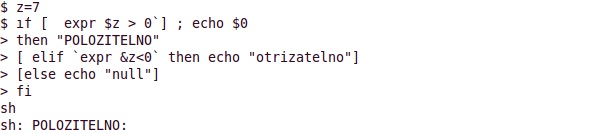 $ z=7
$ if [  expr $z > 0`] ; echo $0
> then "POLOZITELNO"
> [ elif `expr &z<0` then echo "otrizatelno"]
> [else echo "null"]
> fi
sh
sh: POLOZITELNO: